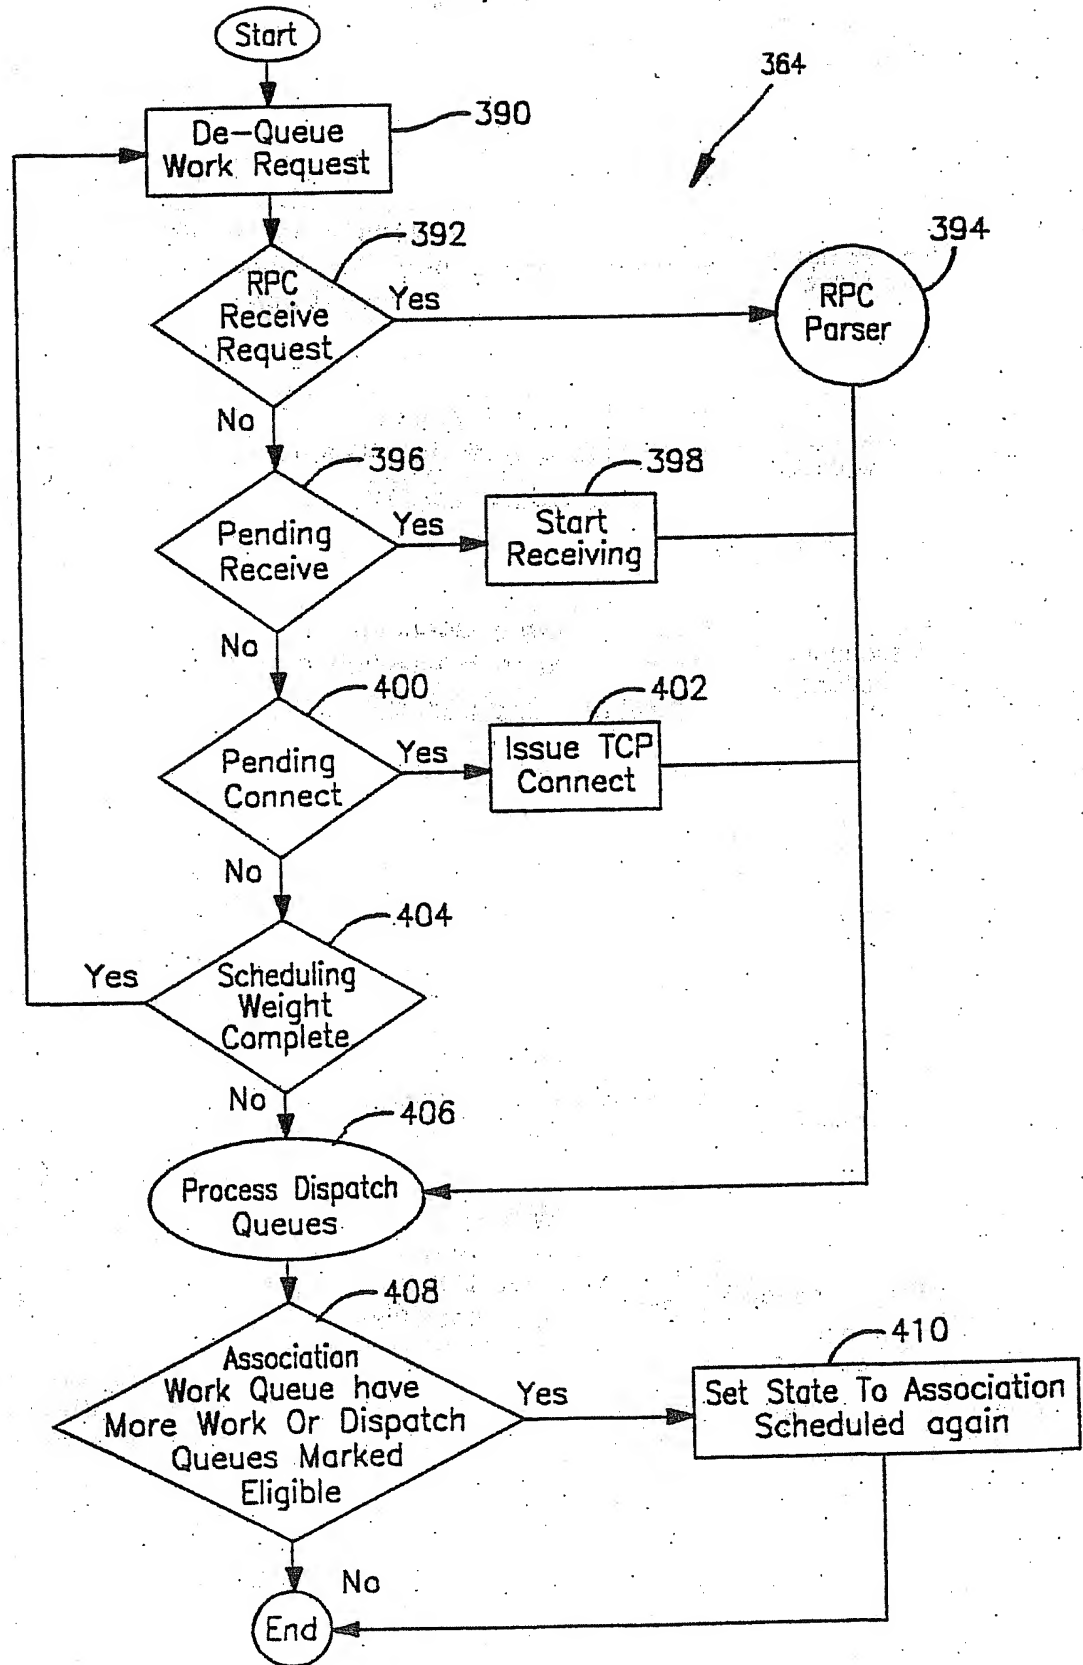 Start
364
De-Queue
Work Request
390
392
RPC
Receive
Request
Yes
394
RPC
Parser
No
396
Pending
Receive
Yes
398
Start
Receiving
No
400
Pending
Connect
Yes
402
Issue TCP
Connect
No
404
Scheduling
Weight
Complete
Yes
No
406
Process Dispatch
Queues
408
Association
Work Queue have
More Work Or Dispatch
Queues Marked
Eligible
Yes
410
Set State To Association
Scheduled again
No
End